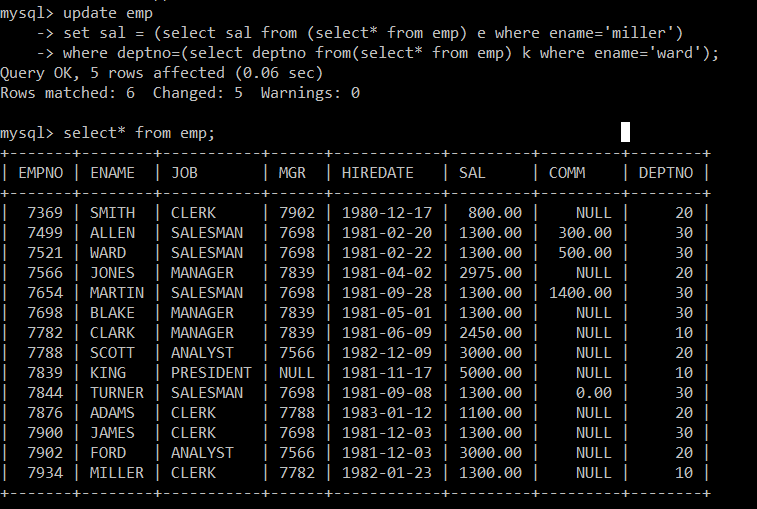 mysql> update emp
    -> set sal = (select sal from (select* from emp) e where ename='miller')
    -> where deptno=(select deptno from(select* from emp) k where ename='ward');
Query OK, 5 rows affected (0.06 sec)
Rows matched: 6  Changed: 5  Warnings: 0

mysql> select* from emp;
+-------+--------+-----------+------+------------+---------+---------+--------+
| EMPNO | ENAME  | JOB       | MGR  | HIREDATE   | SAL     | COMM    | DEPTNO |
+-------+--------+-----------+------+------------+---------+---------+--------+
|  7369 | SMITH  | CLERK     | 7902 | 1980-12-17 |  800.00 |    NULL |     20 |
|  7499 | ALLEN  | SALESMAN  | 7698 | 1981-02-20 | 1300.00 |  300.00 |     30 |
|  7521 | WARD   | SALESMAN  | 7698 | 1981-02-22 | 1300.00 |  500.00 |     30 |
|  7566 | JONES  | MANAGER   | 7839 | 1981-04-02 | 2975.00 |    NULL |     20 |
|  7654 | MARTIN | SALESMAN  | 7698 | 1981-09-28 | 1300.00 | 1400.00 |     30 |
|  7698 | BLAKE  | MANAGER   | 7839 | 1981-05-01 | 1300.00 |    NULL |     30 |
|  7782 | CLARK  | MANAGER   | 7839 | 1981-06-09 | 2450.00 |    NULL |     10 |
|  7788 | SCOTT  | ANALYST   | 7566 | 1982-12-09 | 3000.00 |    NULL |     20 |
|  7839 | KING   | PRESIDENT | NULL | 1981-11-17 | 5000.00 |    NULL |     10 |
|  7844 | TURNER | SALESMAN  | 7698 | 1981-09-08 | 1300.00 |    0.00 |     30 |
|  7876 | ADAMS  | CLERK     | 7788 | 1983-01-12 | 1100.00 |    NULL |     20 |
|  7900 | JAMES  | CLERK     | 7698 | 1981-12-03 | 1300.00 |    NULL |     30 |
|  7902 | FORD   | ANALYST   | 7566 | 1981-12-03 | 3000.00 |    NULL |     20 |
|  7934 | MILLER | CLERK     | 7782 | 1982-01-23 | 1300.00 |    NULL |     10 |
+-------+--------+-----------+------+------------+---------+---------+--------+